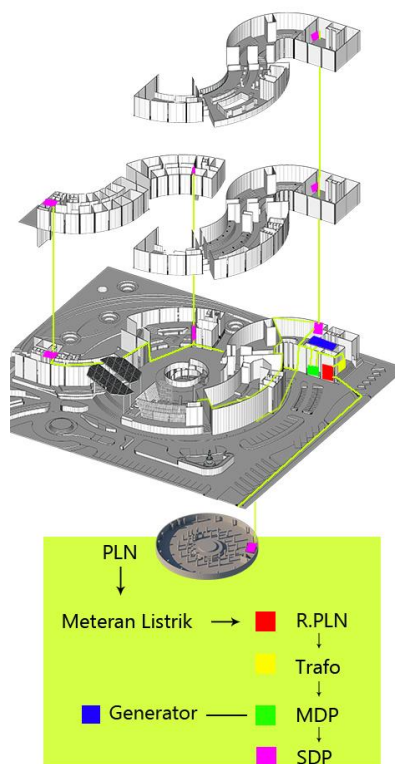 PLN
Meteran Listrik
R.PLN
Trafo
Generator
MDP
SDP